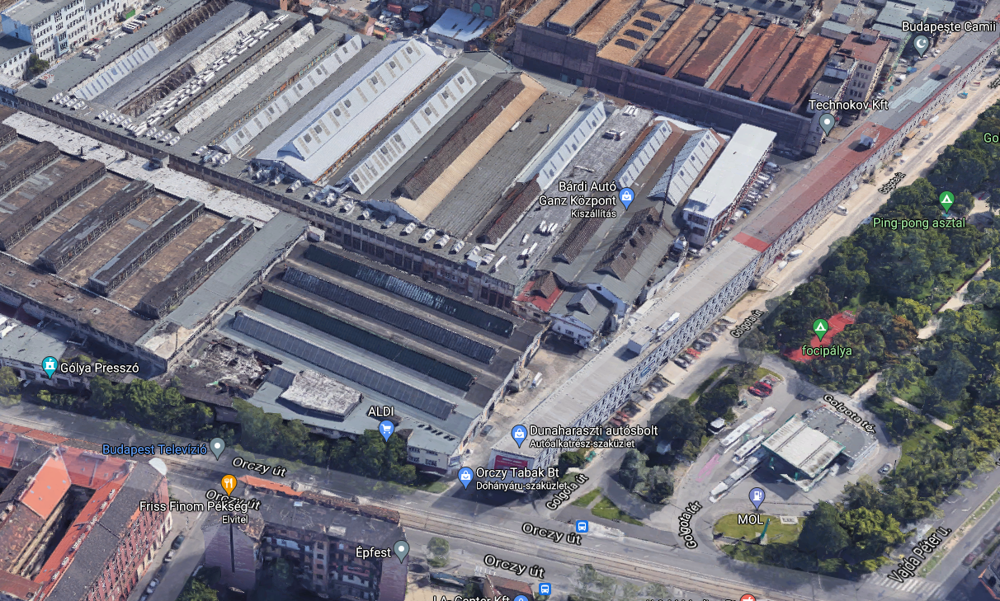 Budapeşte Camii
Technokov Kft
Golgota út
Go
Bárdi Autó
Ganz Központ
Kiszállítás
Ping-pong asztal
Golgota út
focipálya
Gólya Presszó
ALDI
Golgota tér
Dunaharaszti autósbolt
Autóalkatrész-szaküzlet
Budapest Televízió
Orczy út
Orczy Tabak Bt
Dohányáru-szaküzlet
Golgota út
Friss Finom Pékség
Elvitel
Orczy út
MOL
Golgota tér
Orczy út
Vajda Péter u.
Épfest
Orczy út
LA- Center Kft